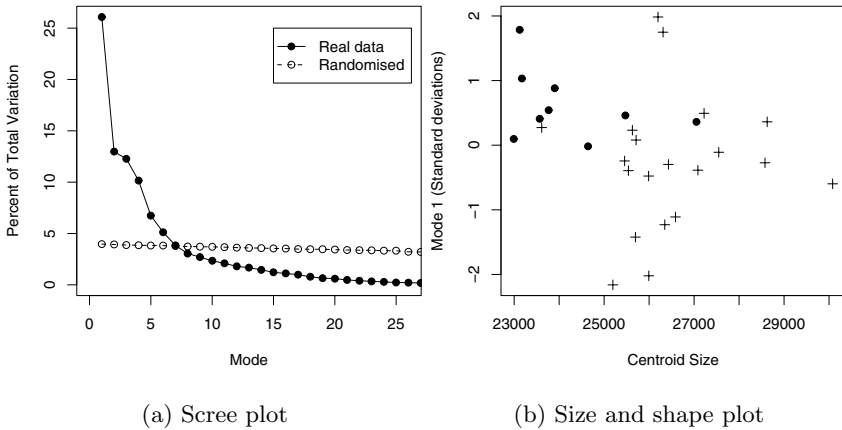 Percent of Total Variation
25
20
15
10
5
0
Real data
Randomised
0 5 10 15 20 25
Mode
(a) Scree plot
Mode 1 (Standard deviations)
2
1
0
−1
−2
23000 25000 27000 29000
Centroid Size
(b) Size and shape plot